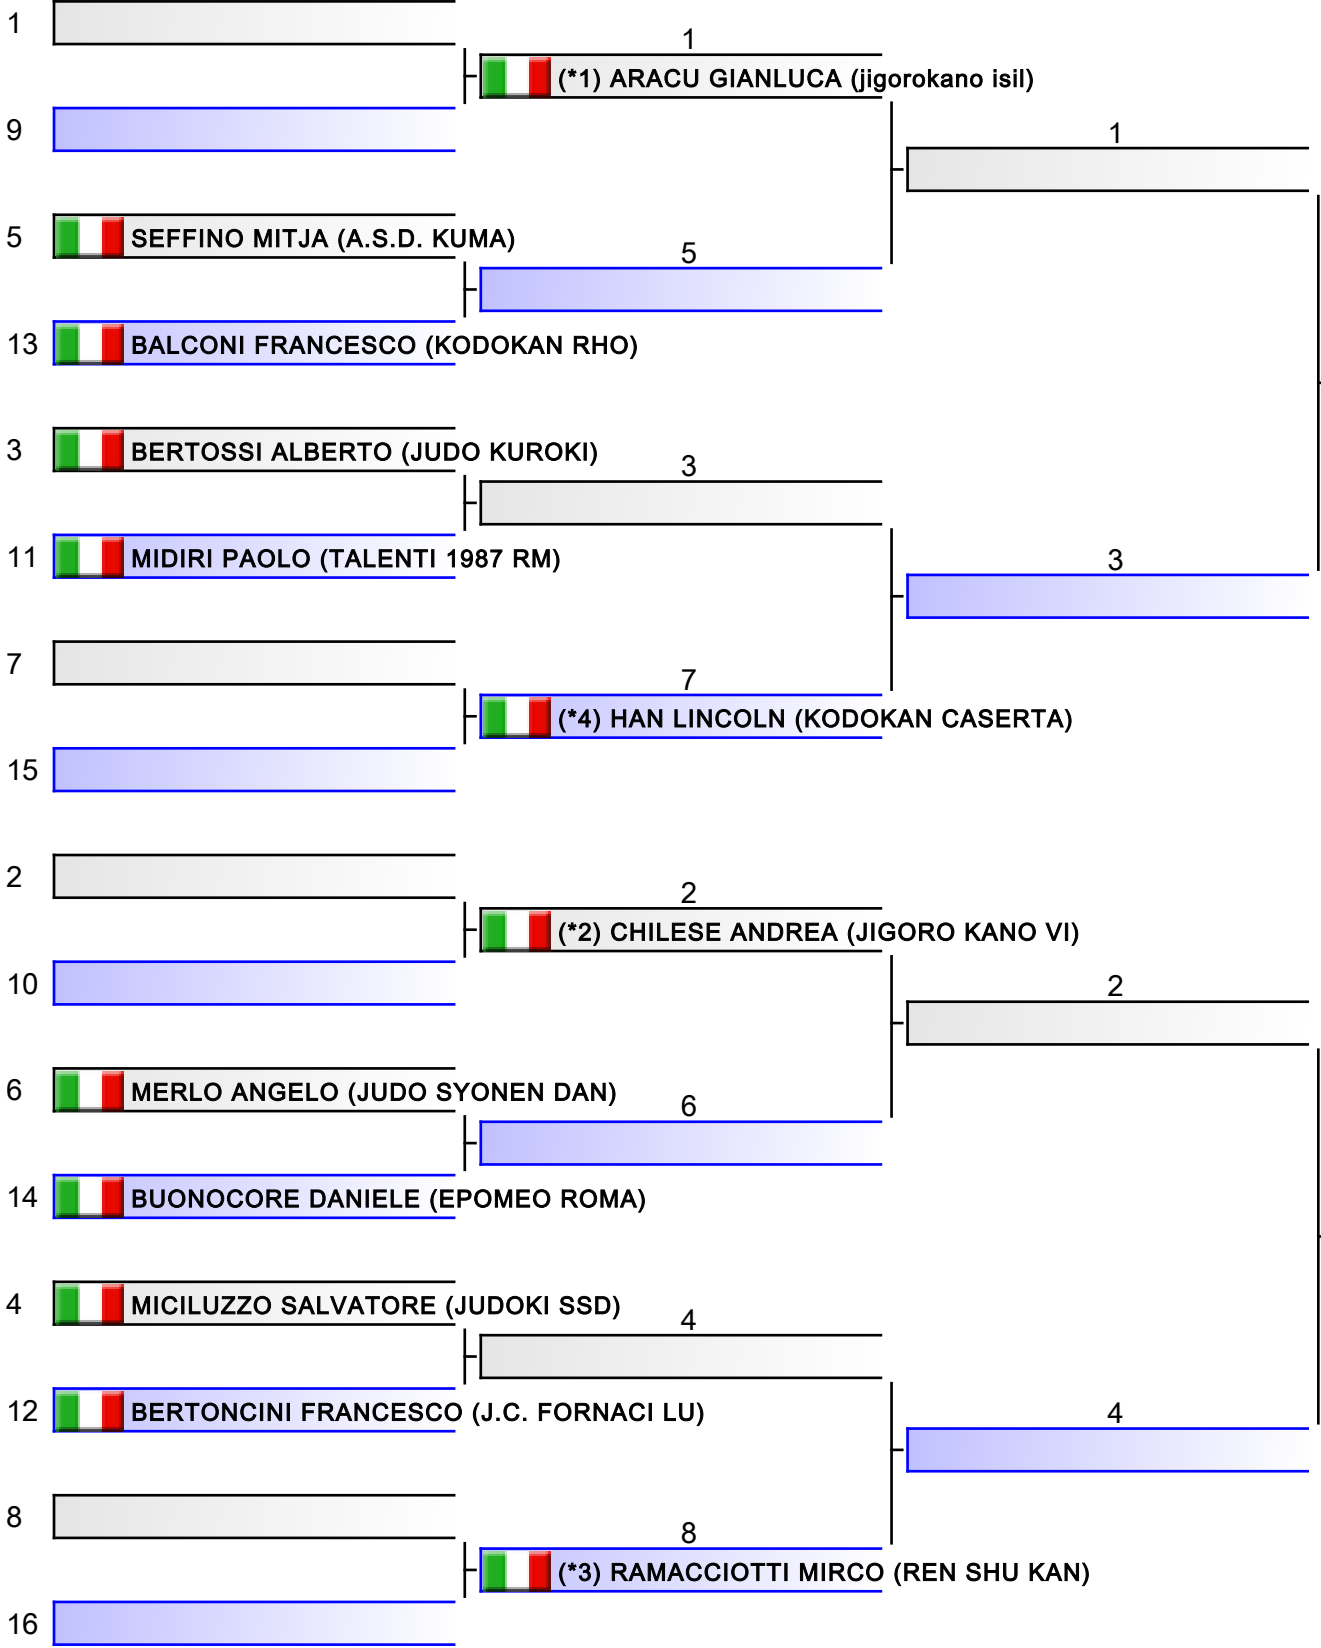 1
1
(*1) ARACU GIANLUCA (jigorokano isil)
9
1
5
SEFFINO MITJA (A.S.D. KUMA)
5
13
BALCONI FRANCESCO (KODOKAN RHO)
3
BERTOSSI ALBERTO (JUDO KUROKI)
3
11
MIDIRI PAOLO (TALENTI 1987 RM)
3
7
7
(*4) HAN LINCOLN (KODOKAN CASERTA)
15
2
2
(*2) CHILESE ANDREA (JIGORO KANO VI)
10
2
6
MERLO ANGELO (JUDO SYONEN DAN)
6
14
BUONOCORE DANIELE (EPOMEO ROMA)
4
MICILUZZO SALVATORE (JUDOKI SSD)
4
12
BERTONCINI FRANCESCO (J.C. FORNACI LU)
4
8
8
(*3) RAMACCIOTTI MIRCO (REN SHU KAN)
16